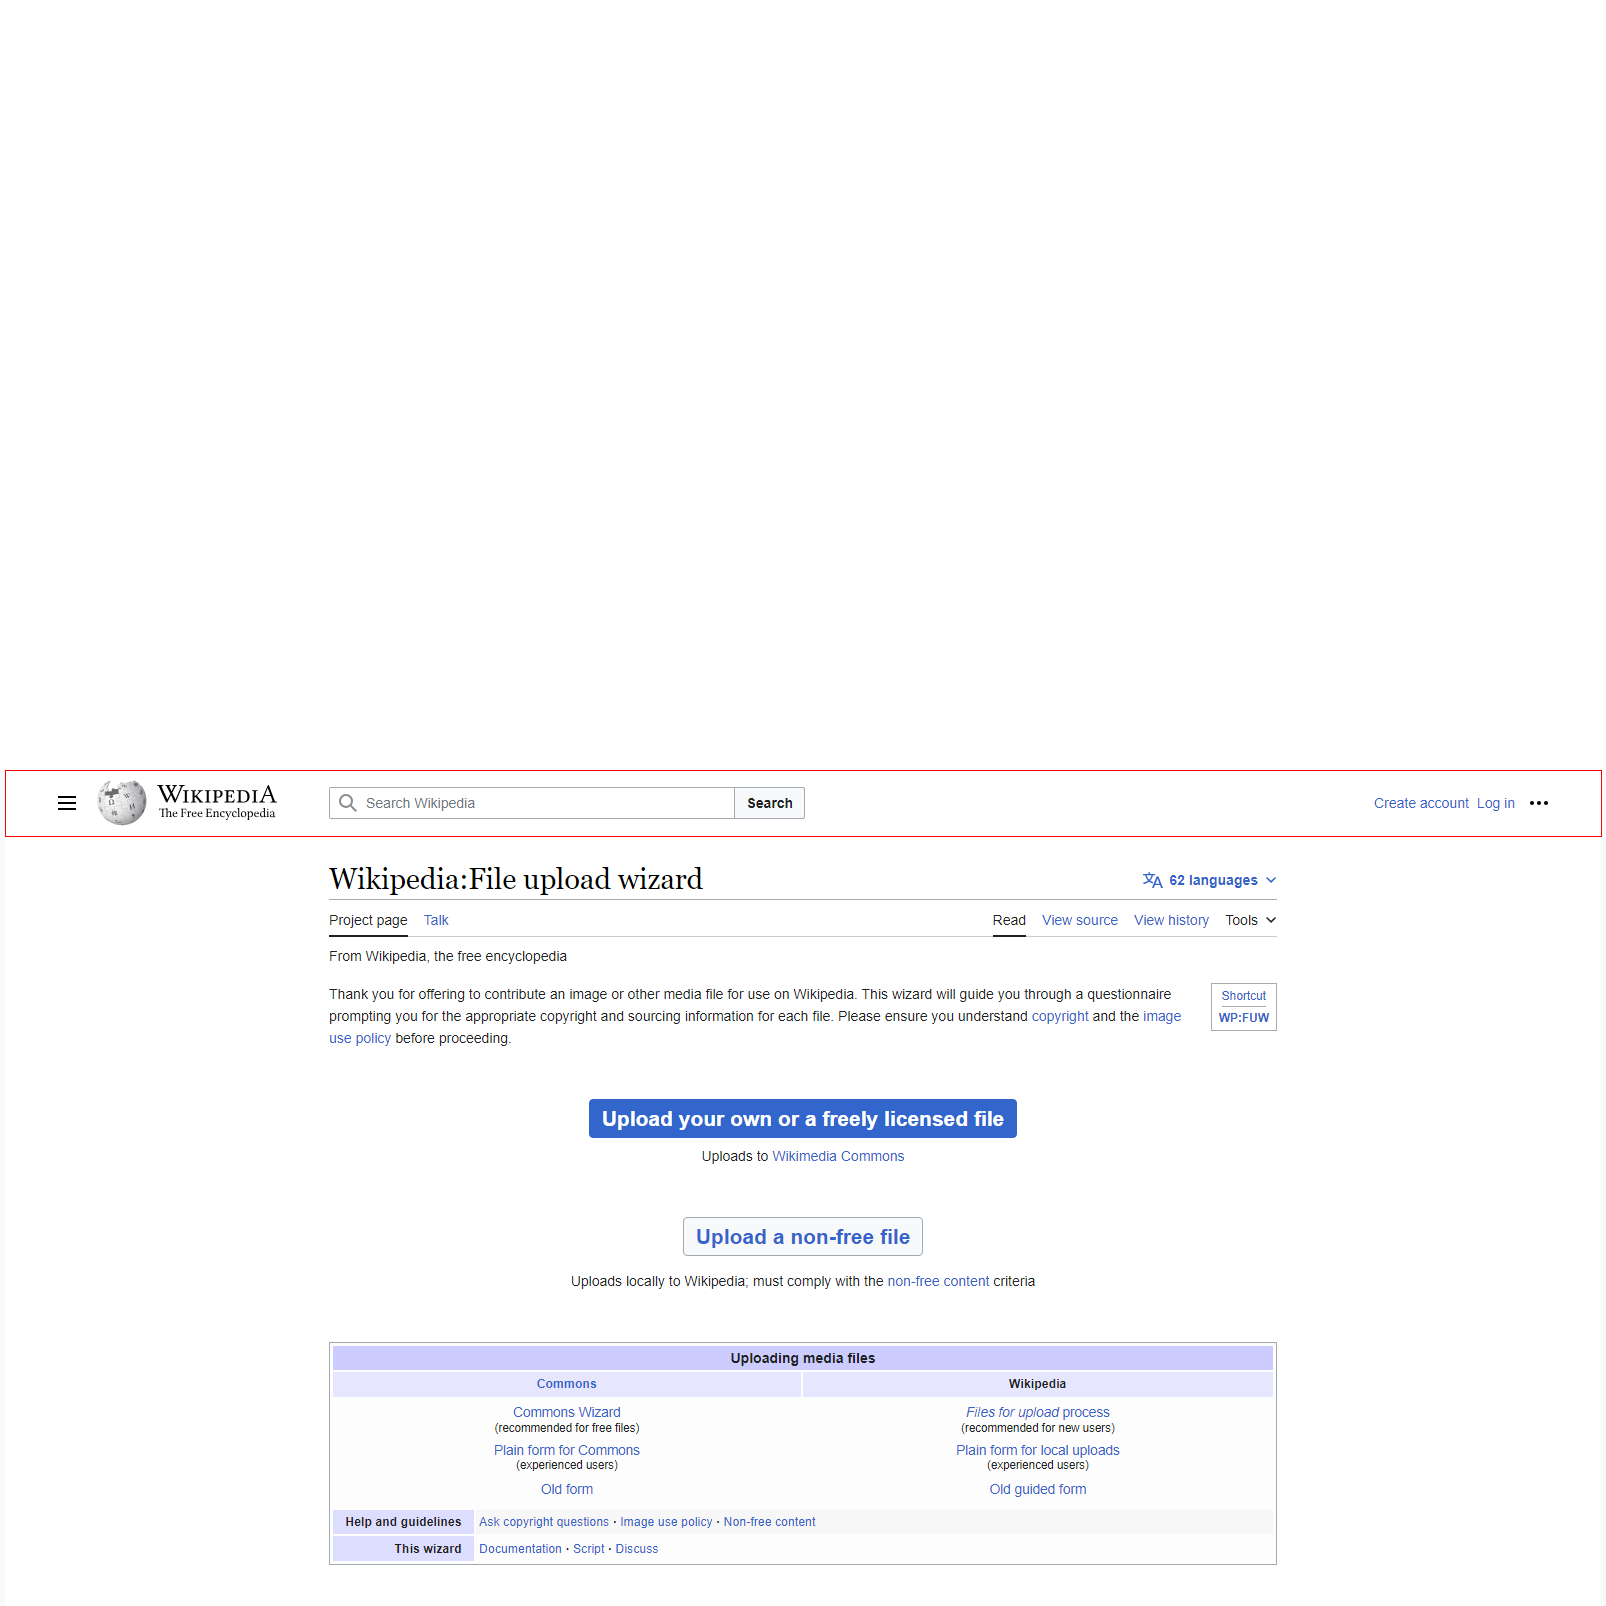 WIKIPEDIA
The Free Encyclopedia
Search Wikipedia
Search
Create account Log in
Wikipedia:File upload wizard
62 languages
Project page Talk
Read View source View history Tools
From Wikipedia, the free encyclopedia
Thank you for offering to contribute an image or other media file for use on Wikipedia. This wizard will guide you through a questionnaire
prompting you for the appropriate copyright and sourcing information for each file. Please ensure you understand copyright and the image
use policy before proceeding.
Shortcut
WP:FUW
Upload your own or a freely licensed file
Uploads to Wikimedia Commons
Upload a non-free file
Uploads locally to Wikipedia; must comply with the non-free content criteria
Uploading media files
Commons
Wikipedia
Commons Wizard
(recommended for free files)
Plain form for Commons
(experienced users)
Old form
Files for upload process
(recommended for new users)
Plain form for local uploads
(experienced users)
Old guided form
Help and guidelines
Ask copyright questions · Image use policy · Non-free content
This wizard
Documentation · Script · Discuss